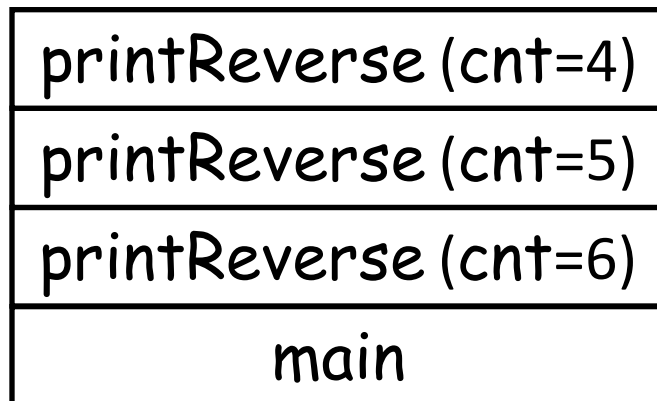 printReverse (cnt=4)
printReverse (cnt=5)
printReverse (cnt=6)
main